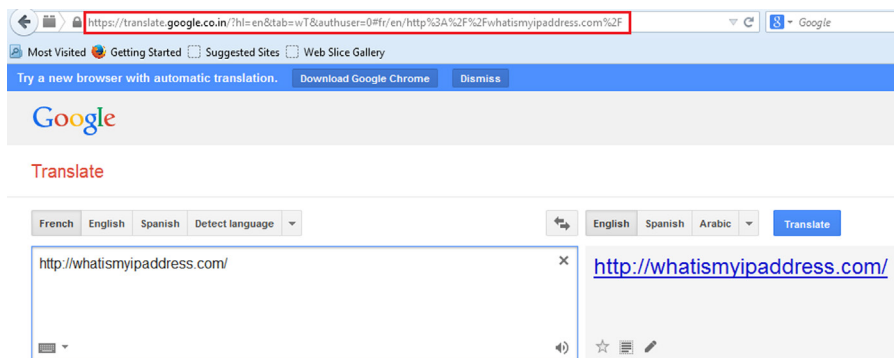 https://translate.google.co.in/?hl=en&tab=wT&authuser=0#fr/en/http%3A%2F%2Fwhatismyipaddress.com%2F
8 Google
Most Visited Getting Started Suggested Sites Web Slice Gallery
Try a new browser with automatic translation. Download Google Chrome Dismiss
Google
Translate
French English Spanish Detect language English Spanish Arabic Translate
http://whatismyipaddress.com/
http://whatismyipaddress.com/